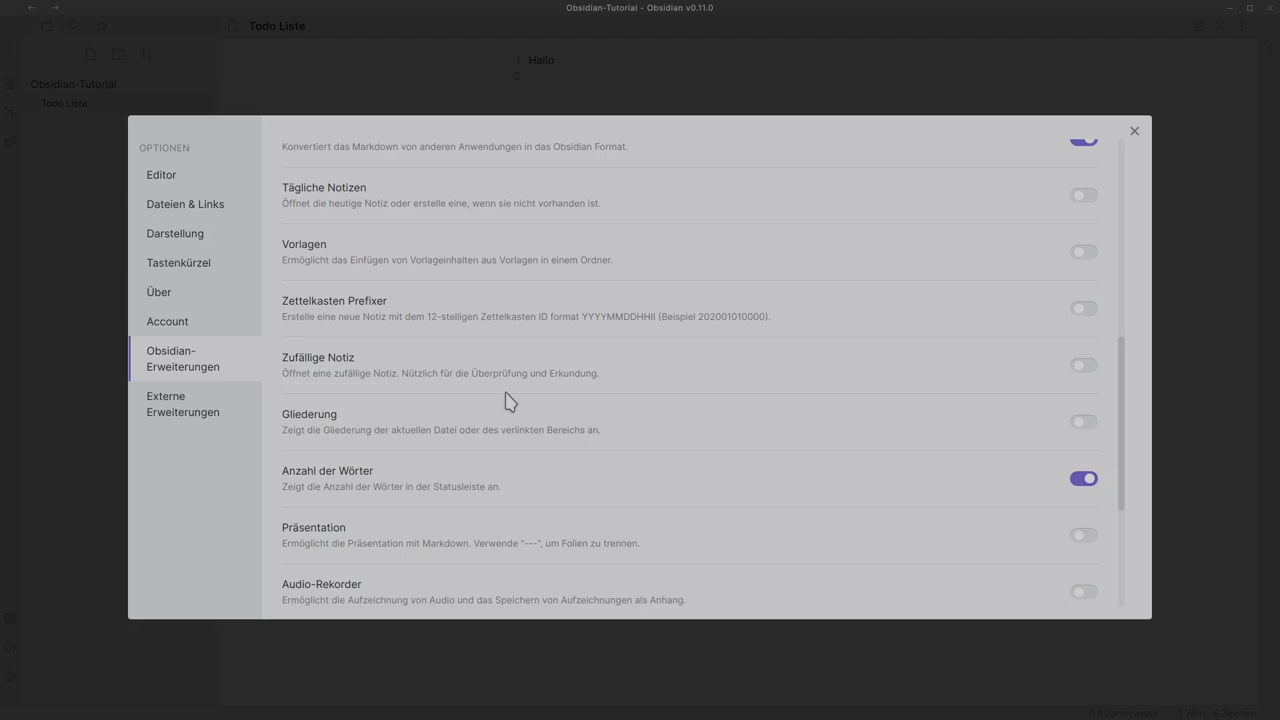 Obsidian-Tutorial - Obsidian v0.11.0
Todo Liste
Obsidian-Tutorial
Todo Liste
1 Hallo
2
OPTIONEN
Editor
Dateien & Links
Darstellung
Tastenkürzel
Über
Account
Obsidian-
Erweiterungen
Externe
Erweiterungen
Konvertiert das Markdown von anderen Anwendungen in das Obsidian Format.
Tägliche Notizen
Öffnet die heutige Notiz oder erstelle eine, wenn sie nicht vorhanden ist.
Vorlagen
Ermöglicht das Einfügen von Vorlageinhalten aus Vorlagen in einem Ordner.
Zettelkasten Prefixer
Erstelle eine neue Notiz mit dem 12-stelligen Zettelkasten ID format YYYYMMDDHHII (Beispiel 202001010000).
Zufällige Notiz
Öffnet eine zufällige Notiz. Nützlich für die Überprüfung und Erkundung.
Gliederung
Zeigt die Gliederung der aktuellen Datei oder des verlinkten Bereichs an.
Anzahl der Wörter
Zeigt die Anzahl der Wörter in der Statusleiste an.
Präsentation
Ermöglicht die Präsentation mit Markdown. Verwende "---", um Folien zu trennen.
Audio-Rekorder
Ermöglicht die Aufzeichnung von Audio und das Speichern von Aufzeichnungen als Anhang.
1 Wort